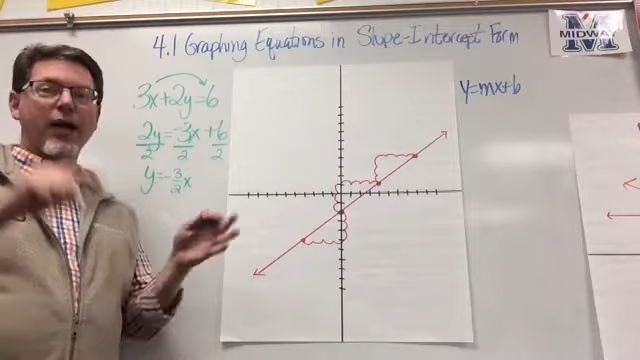 4.1 Graphing Equations in Slope-Intercept Form
M
MIDWAY
3x+2y=6
y=mx+b
2y = -3x + 6
2 2 2
y = -3/2 x